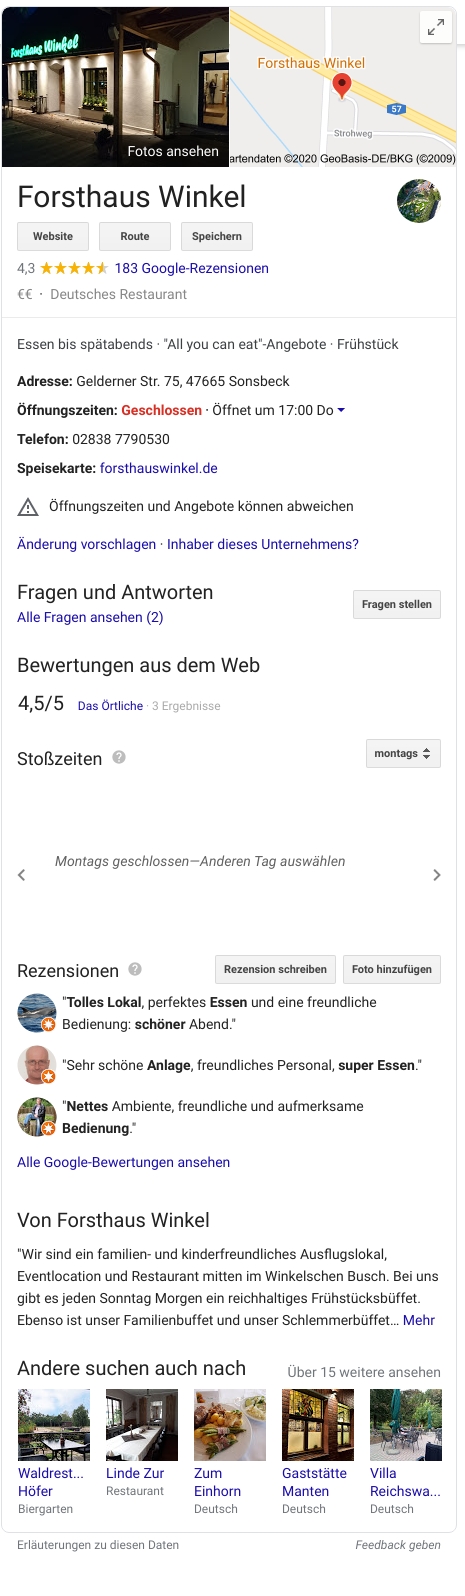 Forsthaus Winkel
Fotos ansehen
Forsthaus Winkel
57
Strohweg
artendaten ©2020 GeoBasis-DE/BKG (©2009)
Forsthaus Winkel
Website Route Speichern
4,3 183 Google-Rezensionen
€€ · Deutsches Restaurant
Essen bis spätabends · "All you can eat"-Angebote · Frühstück
Adresse: Gelderner Str. 75, 47665 Sonsbeck
Öffnungszeiten: Geschlossen · Öffnet um 17:00 Do
Telefon: 02838 7790530
Speisekarte: forsthauswinkel.de
Öffnungszeiten und Angebote können abweichen
Änderung vorschlagen · Inhaber dieses Unternehmens?
Fragen und Antworten
Alle Fragen ansehen (2)
Fragen stellen
Bewertungen aus dem Web
4,5/5 Das Örtliche · 3 Ergebnisse
Stoßzeiten ?
montags
Montags geschlossen—Anderen Tag auswählen
Rezensionen ?
Rezension schreiben Foto hinzufügen
"Tolles Lokal, perfektes Essen und eine freundliche
Bedienung: schöner Abend."
"Sehr schöne Anlage, freundliches Personal, super Essen."
"Nettes Ambiente, freundliche und aufmerksame
Bedienung."
Alle Google-Bewertungen ansehen
Von Forsthaus Winkel
"Wir sind ein familien- und kinderfreundliches Ausflugslokal,
Eventlocation und Restaurant mitten im Winkelschen Busch. Bei uns
gibt es jeden Sonntag Morgen ein reichhaltiges Frühstücksbüffet.
Ebenso ist unser Familienbuffet und unser Schlemmerbüffet… Mehr
Andere suchen auch nach
Über 15 weitere ansehen
Waldrest...
Höfer
Biergarten
Linde Zur
Restaurant
Zum
Einhorn
Deutsch
Gaststätte
Manten
Deutsch
Villa
Reichswa...
Deutsch
Erläuterungen zu diesen Daten
Feedback geben